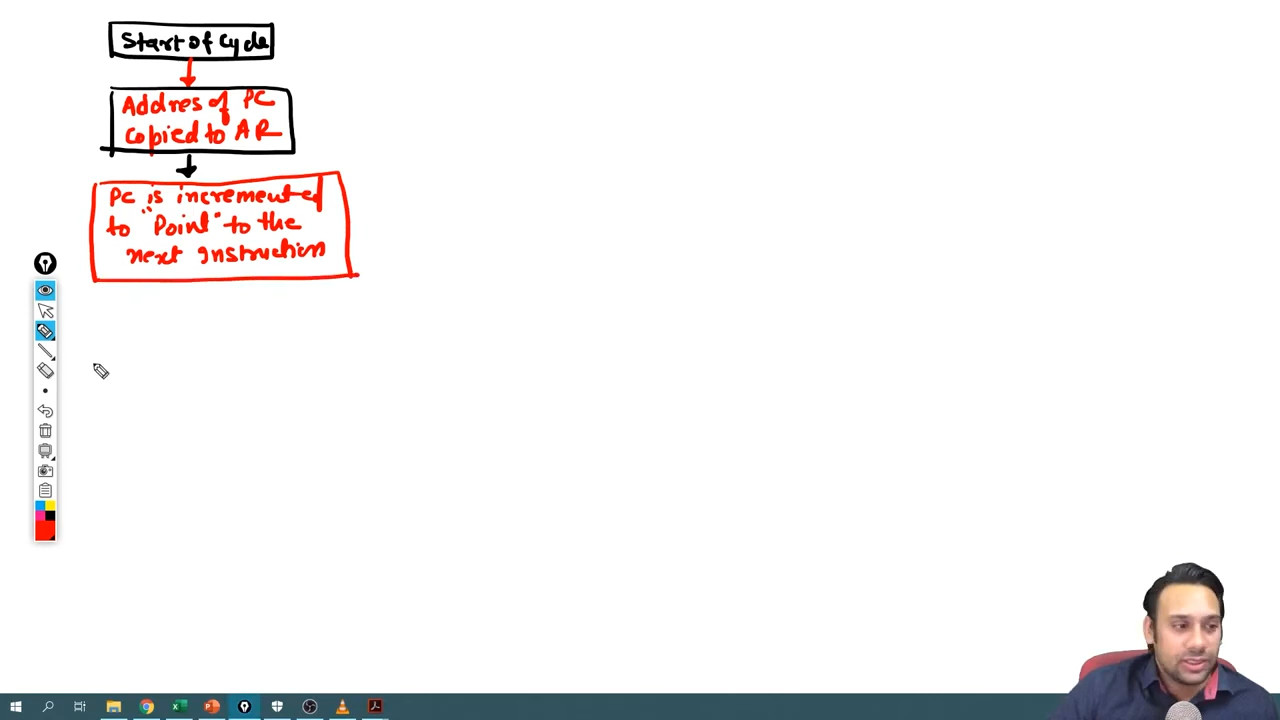 Start of Cycle
Addres of PC
Copied to AR
PC is incremented
to "Point" to the
next Instruction